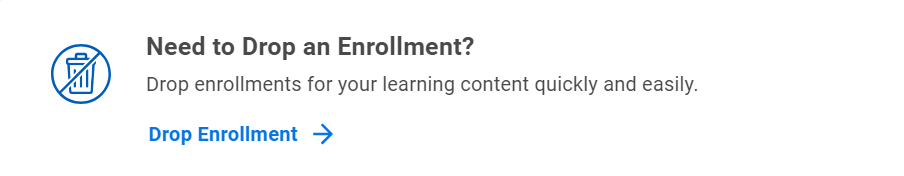 Need to Drop an Enrollment?
Drop enrollments for your learning content quickly and easily.
Drop Enrollment